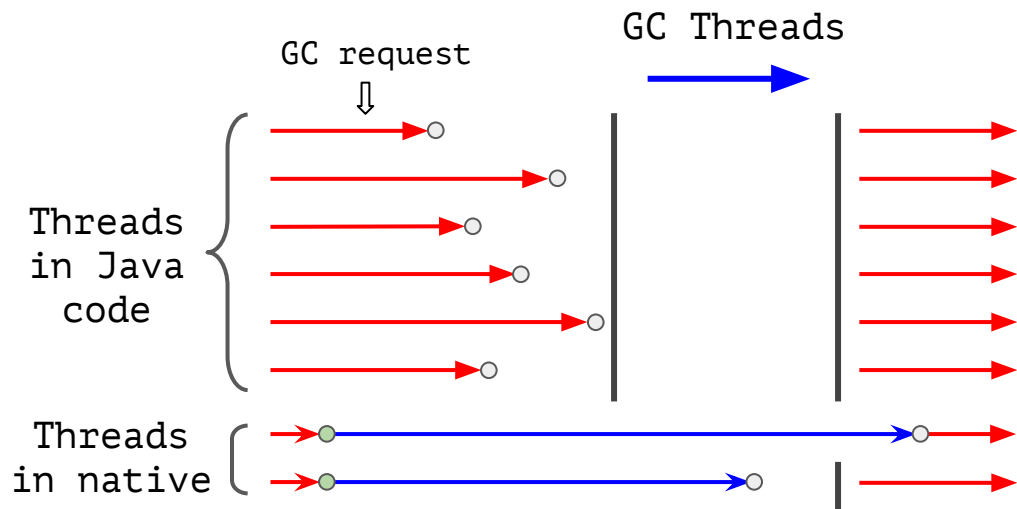 GC Threads
GC request
Threads
in Java
code
Threads
in native